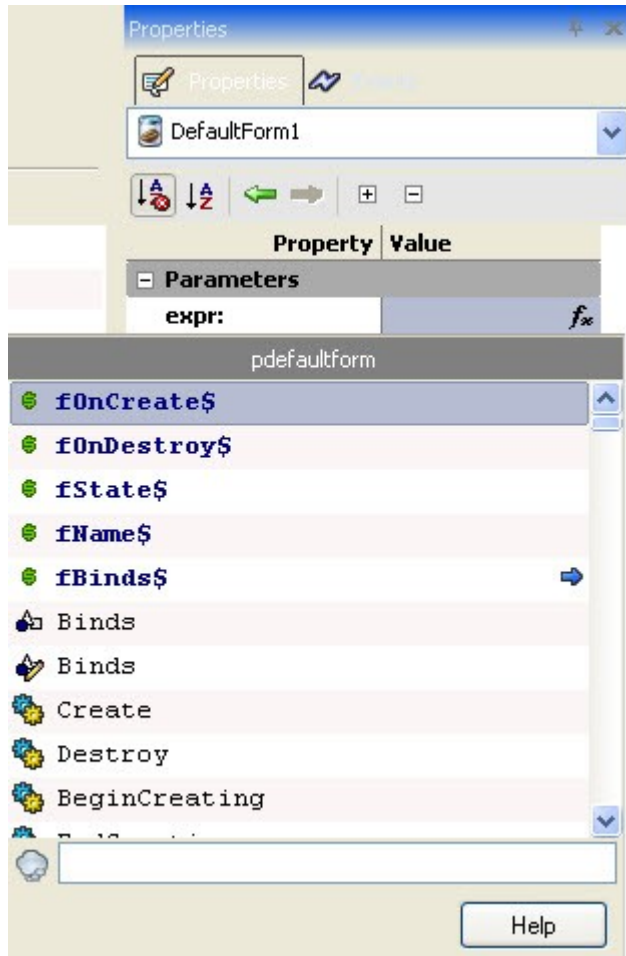 Properties
Properties
DefaultForm1
Property Value
Parameters
expr:
pdefaultform
fOnCreate$
fOnDestroy$
fState$
fName$
fBinds$
Binds
Binds
Create
Destroy
BeginCreating
Help